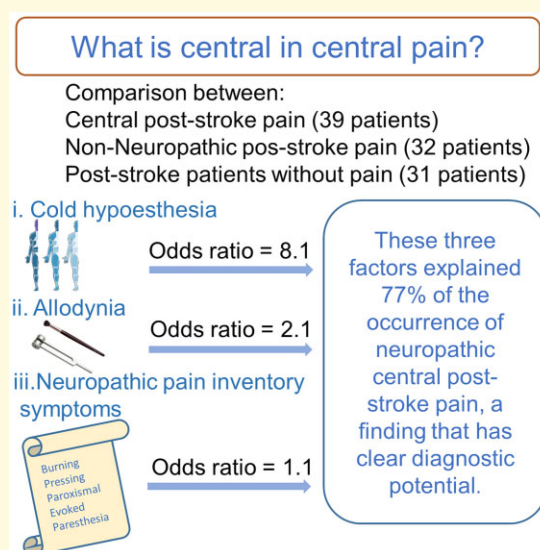 What is central in central pain?
Comparison between:
Central post-stroke pain (39 patients)
Non-Neuropathic pos-stroke pain (32 patients)
Post-stroke patients without pain (31 patients)
i. Cold hypoesthesia
Odds ratio = 8.1
ii. Allodynia
Odds ratio = 2.1
iii.Neuropathic pain inventory
symptoms
Burning
Pressing
Paroxismal
Evoked
Paresthesia
Odds ratio = 1.1
These three
factors explained
77% of the
occurrence of
neuropathic
central post-
stroke pain, a
finding that has
clear diagnostic
potential.